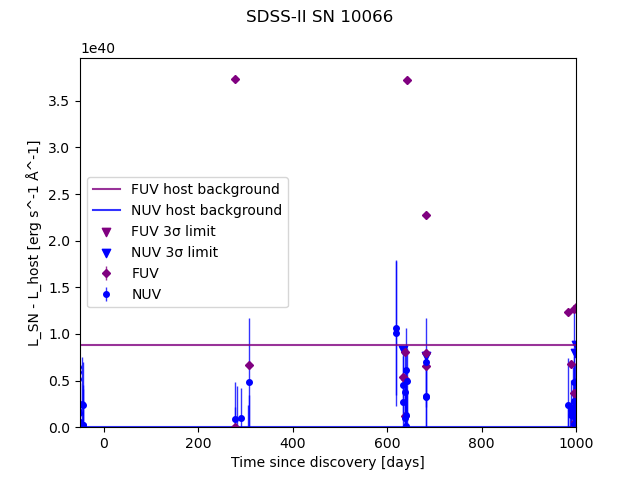 SDSS-II SN 10066
1e40
L_SN - L_host [erg s^-1 Å^-1]
3.5
3.0
2.5
2.0
1.5
1.0
0.5
0.0
FUV host background
NUV host background
FUV 3σ limit
NUV 3σ limit
FUV
NUV
0
200
400
600
800
1000
Time since discovery [days]